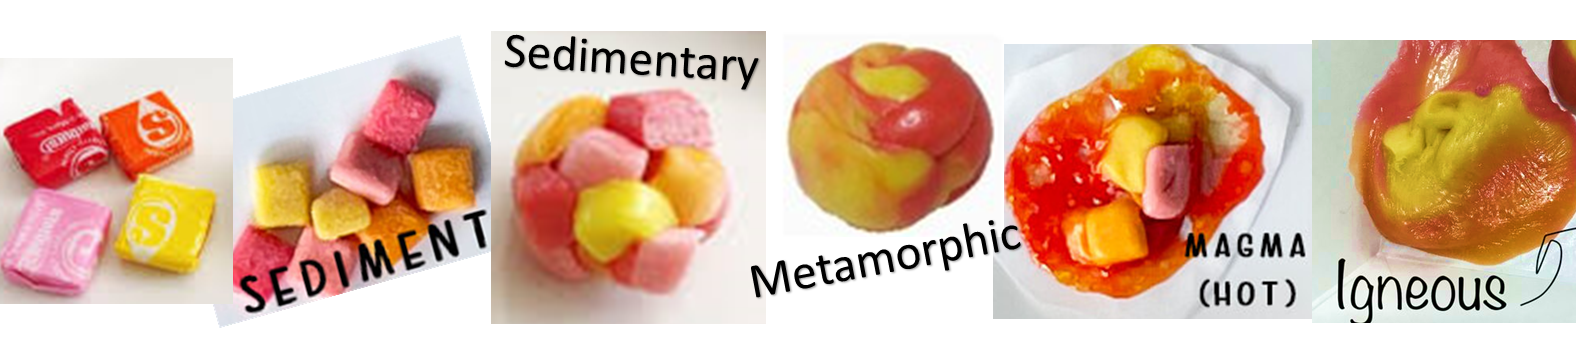 S
S
SEDIMENT
Sedimentary
Metamorphic
MAGMA
(HOT)
Igneous